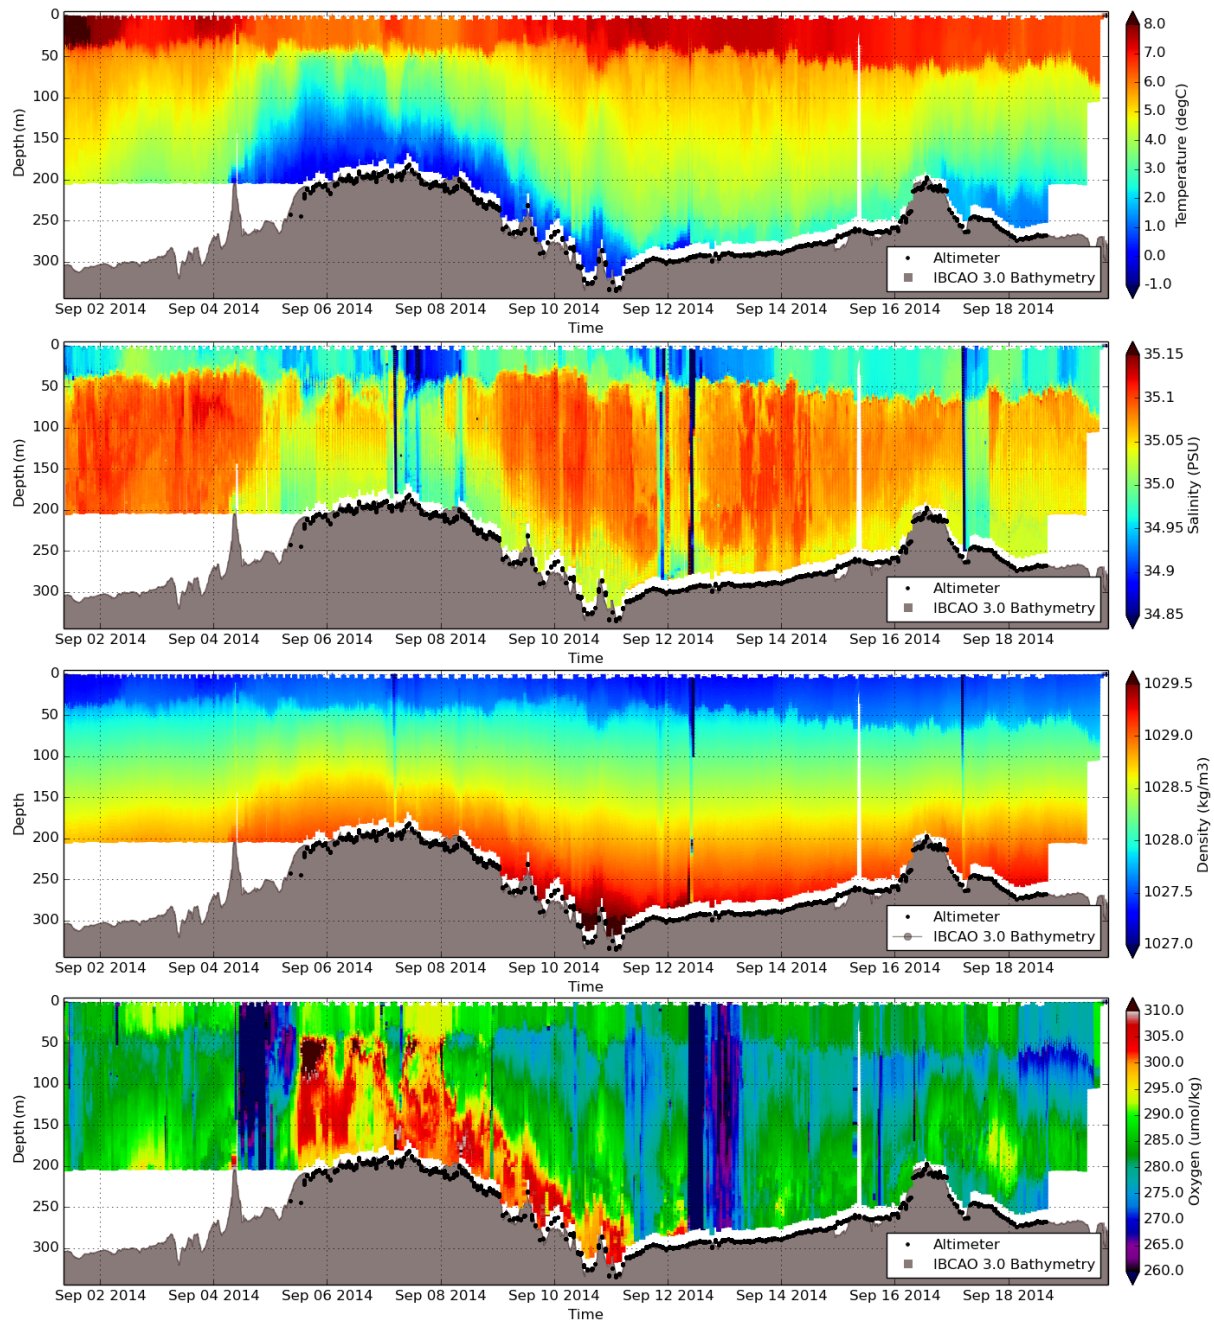 0
50
100
150
200
250
300
Depth(m)
Sep 02 2014 Sep 04 2014 Sep 06 2014 Sep 08 2014 Sep 10 2014 Sep 12 2014 Sep 14 2014 Sep 16 2014 Sep 18 2014
Time
Altimeter
IBCAO 3.0 Bathymetry
8.0
7.0
6.0
5.0
4.0
3.0
2.0
1.0
0.0
-1.0
Temperature (degC)
0
50
100
150
200
250
300
Depth(m)
Sep 02 2014 Sep 04 2014 Sep 06 2014 Sep 08 2014 Sep 10 2014 Sep 12 2014 Sep 14 2014 Sep 16 2014 Sep 18 2014
Time
Altimeter
IBCAO 3.0 Bathymetry
35.15
35.1
35.05
35.0
34.95
34.9
34.85
Salinity (PSU)
0
50
100
150
200
250
300
Depth
Sep 02 2014 Sep 04 2014 Sep 06 2014 Sep 08 2014 Sep 10 2014 Sep 12 2014 Sep 14 2014 Sep 16 2014 Sep 18 2014
Time
Altimeter
IBCAO 3.0 Bathymetry
1029.5
1029.0
1028.5
1028.0
1027.5
1027.0
Density (kg/m3)
0
50
100
150
200
250
300
Depth(m)
Sep 02 2014 Sep 04 2014 Sep 06 2014 Sep 08 2014 Sep 10 2014 Sep 12 2014 Sep 14 2014 Sep 16 2014 Sep 18 2014
Time
Altimeter
IBCAO 3.0 Bathymetry
310.0
305.0
300.0
295.0
290.0
285.0
280.0
275.0
270.0
265.0
260.0
Oxygen (umol/kg)